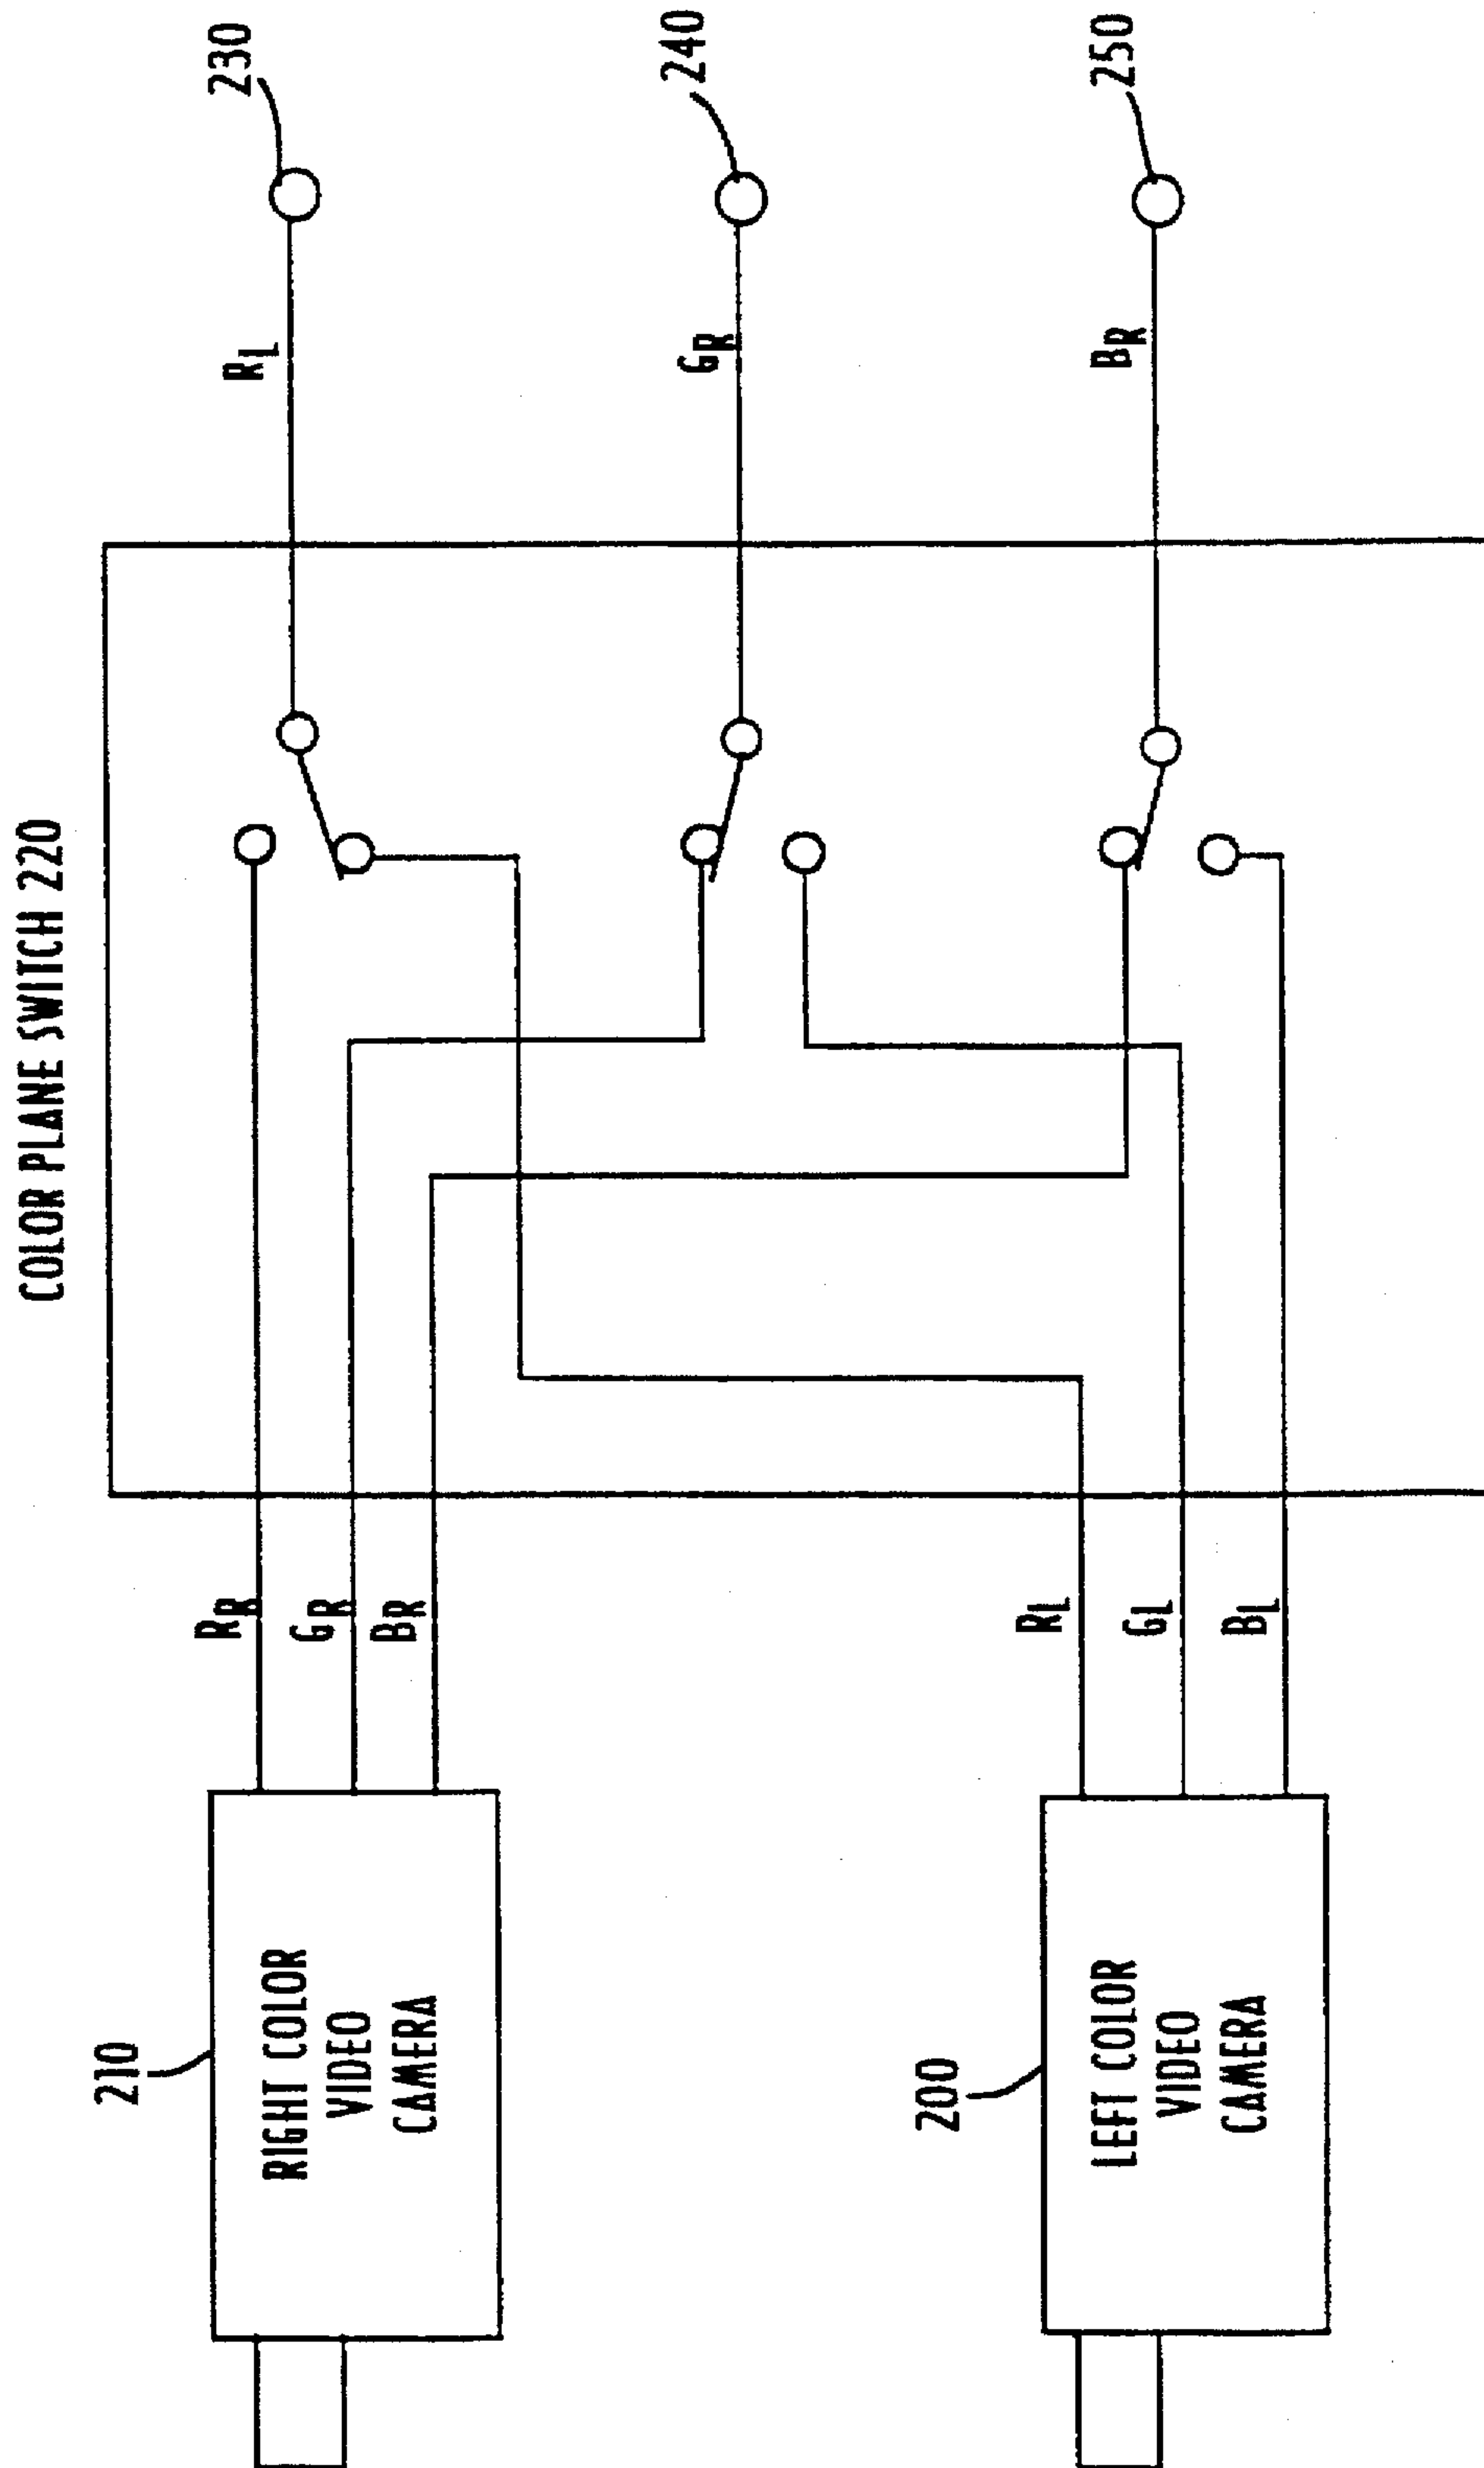 COLOR PLANE SWITCH 220
210
RIGHT COLOR
VIDEO
CAMERA
RR
GR
BR
200
LEFT COLOR
VIDEO
CAMERA
RL
GL
BL
RL
230
GR
240
BR
250